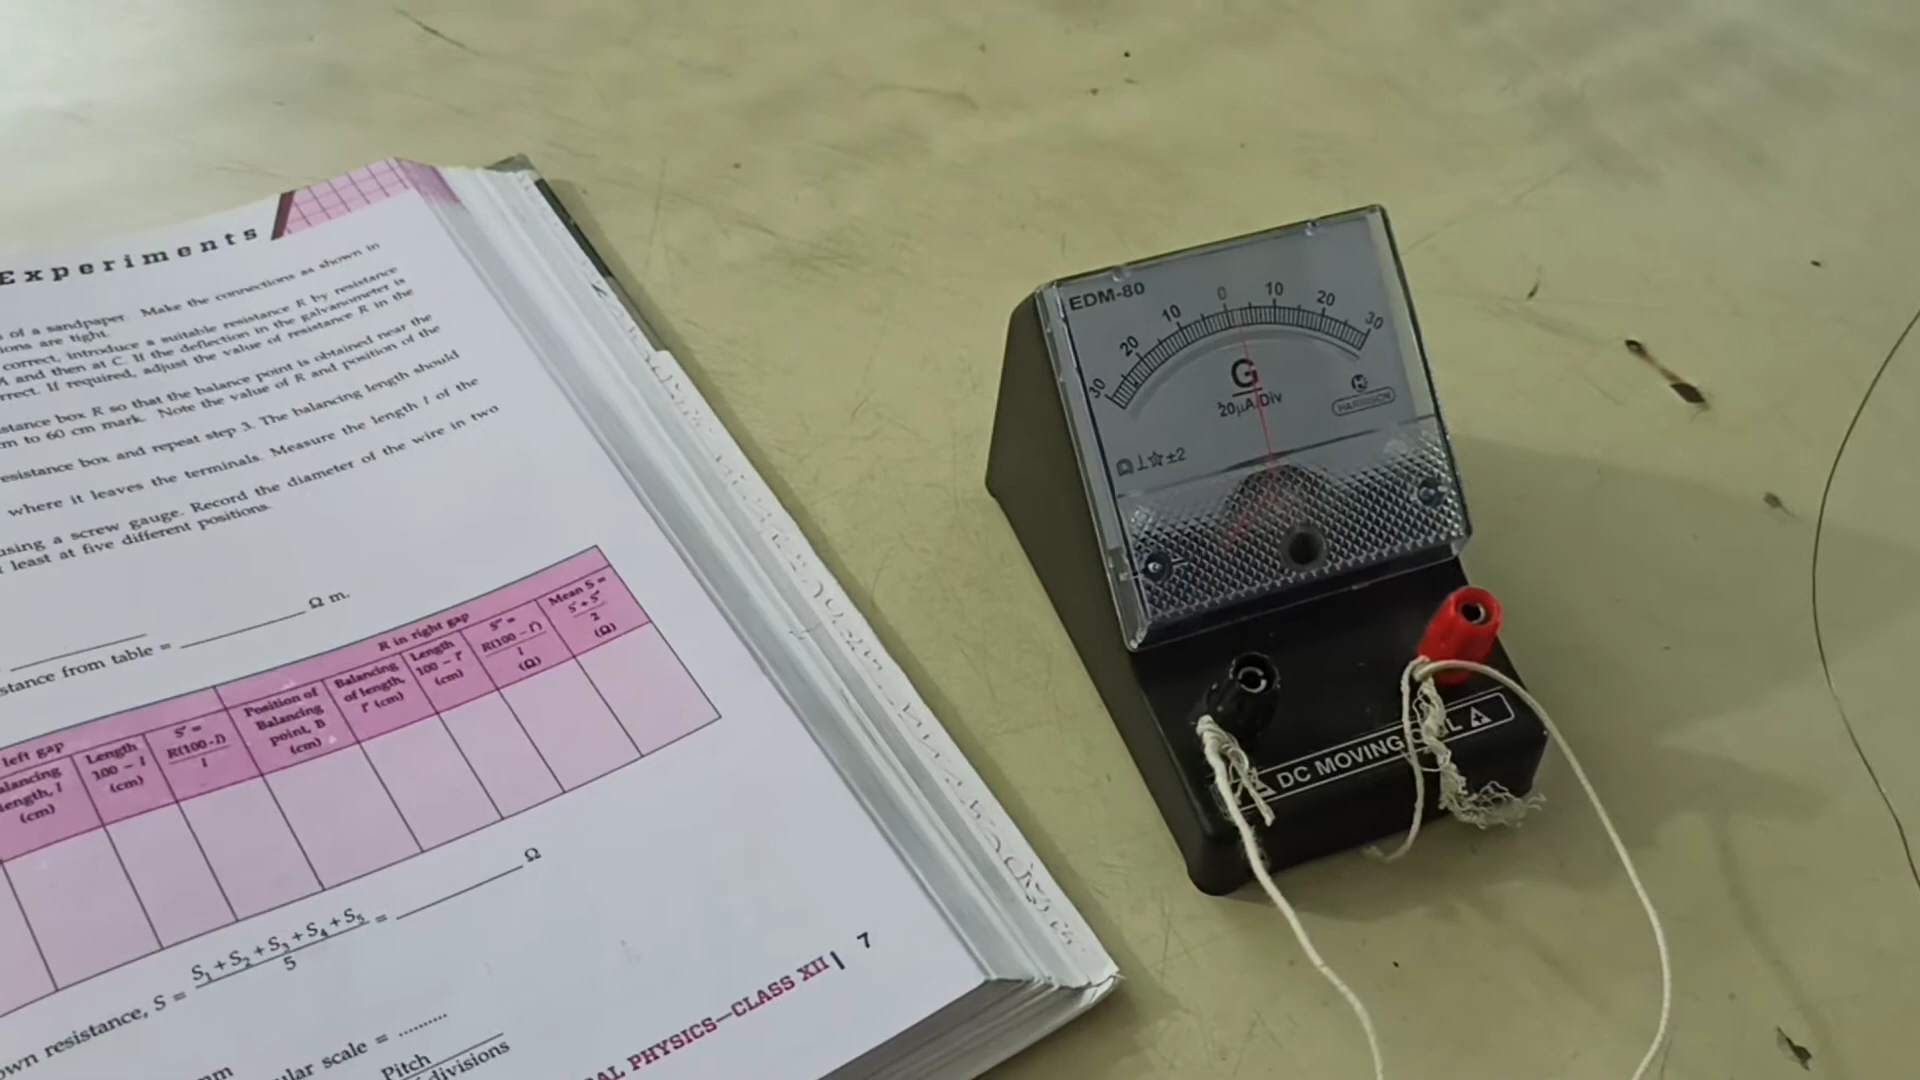 Experiments
s of a sandpaper. Make the connections as shown in
ions are tight.
correct, introduce a suitable resistance R by resistance
A and then at C. If the deflection in the galvanometer is
rrect. If required, adjust the value of resistance R in the
stance box R so that the balance point is obtained near the
cm to 60 cm mark. Note the value of R and position of the
resistance box and repeat step 3. The balancing length should
where it leaves the terminals. Measure the length l of the
using a screw gauge. Record the diameter of the wire in two
t least at five different positions.
Ω m.
stance from table =
left gap
R in right gap
alancing length, l (cm)
Length 100 – l (cm)
S' = R(100-l) / l
Position of Balancing point, B (cm)
Balancing of length, l' (cm)
Length 100 – l' (cm)
S" = R(100 – l') / l (Ω)
Mean S = S' + S" / 2 (Ω)
own resistance, S = S₁ + S₂ + S₃ + S₄ + S₅ / 5 = Ω
mm
ular scale = ..........
Pitch
divisions
AL PHYSICS—CLASS XII | 7
EDM-80
30 20 10 0 10 20 30
G
20µA/Div
HARRISON
⊥☆±2
DC MOVING COIL